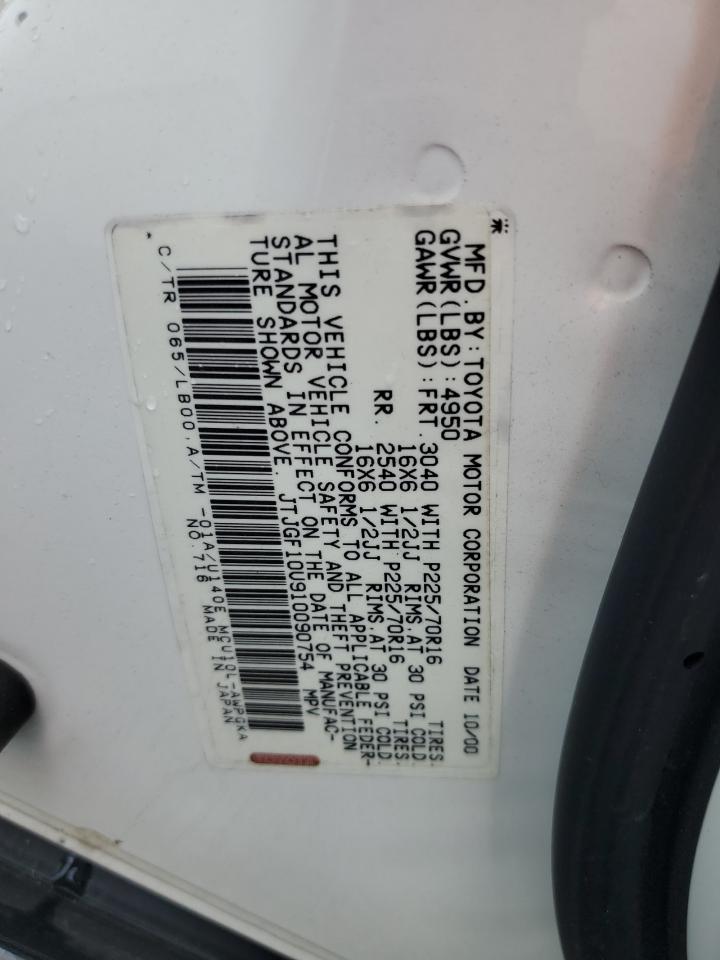 MFD.BY:TOYOTA MOTOR CORPORATION DATE 10/00
GVWR(LBS):4950
GAWR(LBS):FRT.3040 WITH P225/70R16 TIRES.
16X6 1/2JJ RIMS,AT 30 PSI COLD
RR. 2540 WITH P225/70R16 TIRES.
16X6 1/2JJ RIMS,AT 30 PSI COLD
THIS VEHICLE CONFORMS TO ALL APPLICABLE FEDER-
AL MOTOR VEHICLE SAFETY AND THEFT PREVENTION
STANDARDS IN EFFECT ON THE DATE OF MANUFAC-
TURE SHOWN ABOVE. JTJGF10U910090754 MPV
TOYOTA
C/TR 065/LB00,A/TM -01A/U140E MCU10L-AWPGKA
NO.716 MADE IN JAPAN